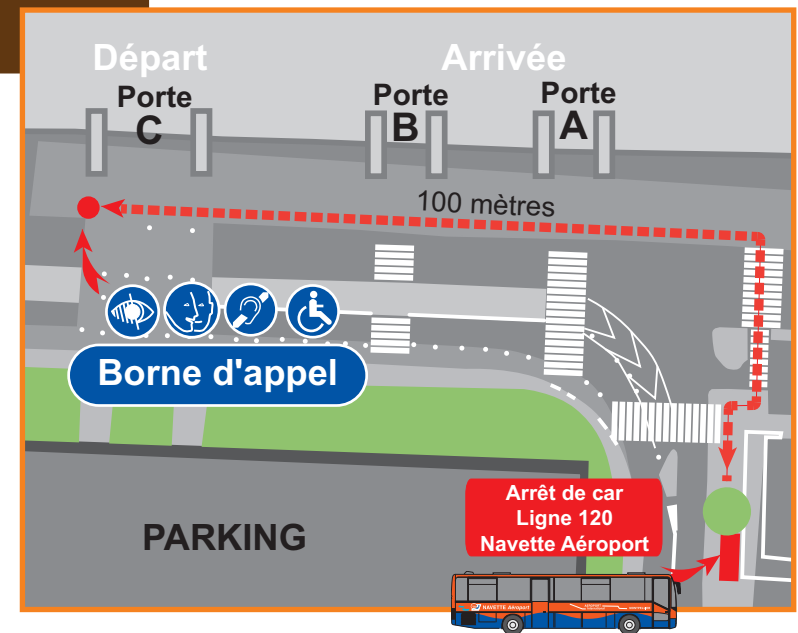 Départ
Arrivée
Porte
C
Porte
B
Porte
A
100 mètres
Borne d'appel
Arrêt de car
Ligne 120
Navette Aéroport
PARKING
NAVETTE Aéroport